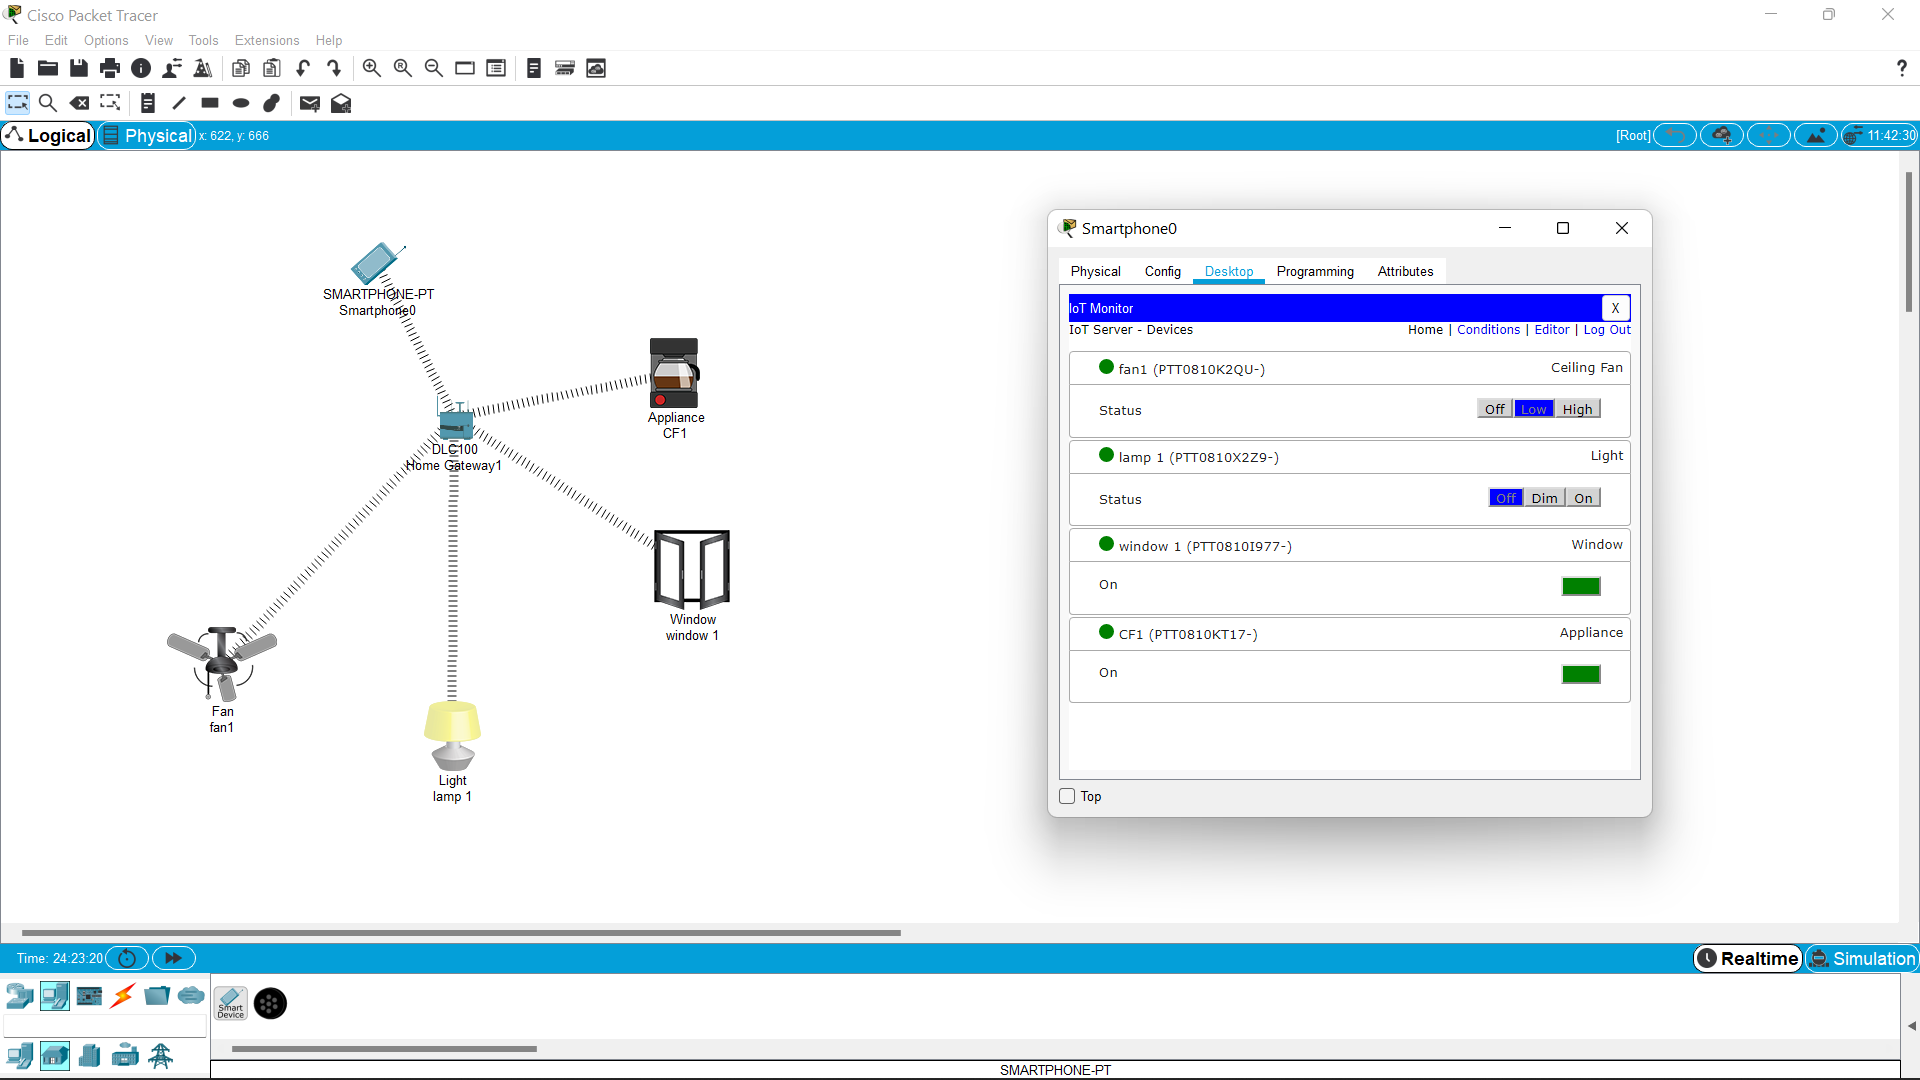 Cisco Packet Tracer
File Edit Options View Tools Extensions Help
?
Logical Physical x: 622, y: 666 [Root] 11:42:30
SMARTPHONE-PT
Smartphone0
Appliance
CF1
DLC100
Home Gateway1
Window
window 1
Fan
fan1
Light
lamp 1
Smartphone0
Physical Config Desktop Programming Attributes
IoT Monitor X
IoT Server - Devices Home | Conditions | Editor | Log Out
fan1 (PTT0810K2QU-) Ceiling Fan
Status Off Low High
lamp 1 (PTT0810X2Z9-) Light
Status Off Dim On
window 1 (PTT0810I977-) Window
On
CF1 (PTT0810KT17-) Appliance
On
Top
Time: 24:23:20 Realtime Simulation
Smart
Device
SMARTPHONE-PT